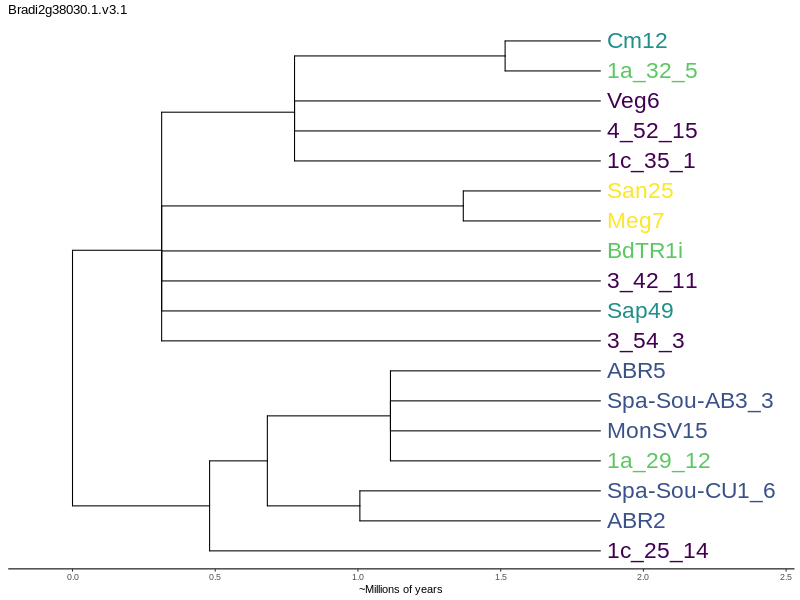 Bradi2g38030.1.v3.1
Cm12
1a_32_5
Veg6
4_52_15
1c_35_1
San25
Meg7
BdTR1i
3_42_11
Sap49
3_54_3
ABR5
Spa-Sou-AB3_3
MonSV15
1a_29_12
Spa-Sou-CU1_6
ABR2
1c_25_14
0.0 0.5 1.0 1.5 2.0 2.5
~Millions of years